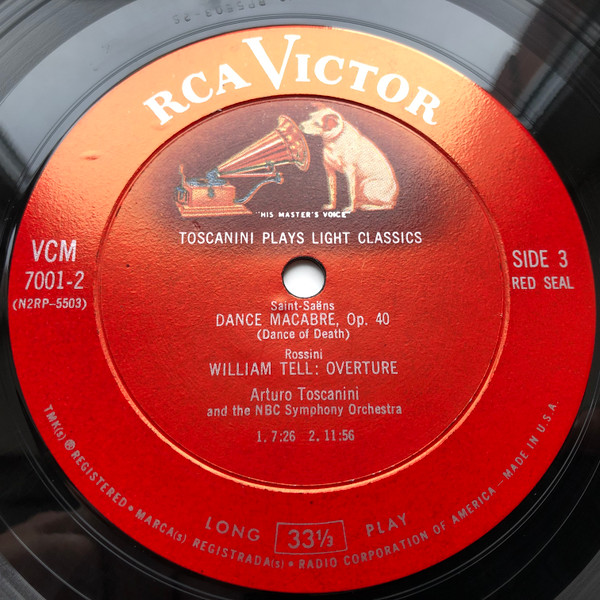 RCA VICTOR
"HIS MASTER'S VOICE"
TOSCANINI PLAYS LIGHT CLASSICS
VCM
7001-2
(N2RP-5503)
SIDE 3
RED SEAL
Saint-Saëns
DANCE MACABRE, Op. 40
(Dance of Death)
Rossini
WILLIAM TELL: OVERTURE
Arturo Toscanini
and the NBC Symphony Orchestra
1. 7:26 2. 11:56
LONG 33⅓ PLAY
TMK(s) ® REGISTERED • MARCA(s) REGISTRADA(s) • RADIO CORPORATION OF AMERICA – MADE IN U.S.A.